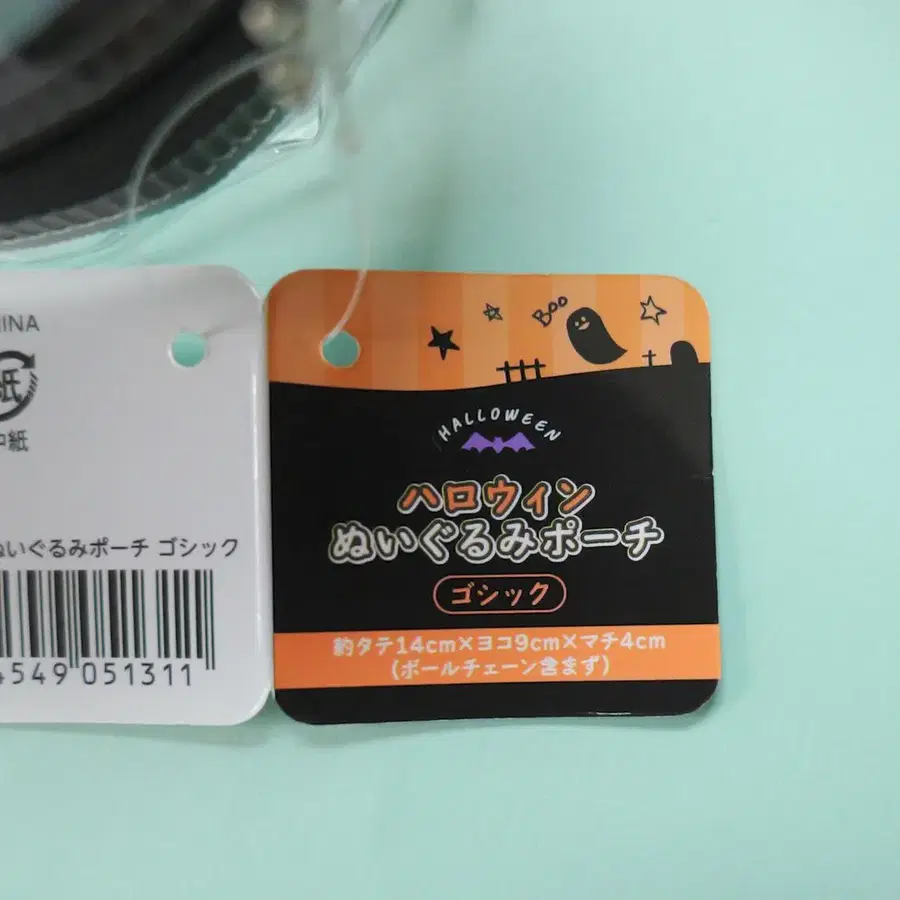 紙
ぬいぐるみポーチ ゴシック
4549 051311
BOO
HALLOWEEN
ハロウィン
ぬいぐるみポーチ
ゴシック
約タテ14cm×ヨコ9cm×マチ4cm
(ボールチェーン含まず)